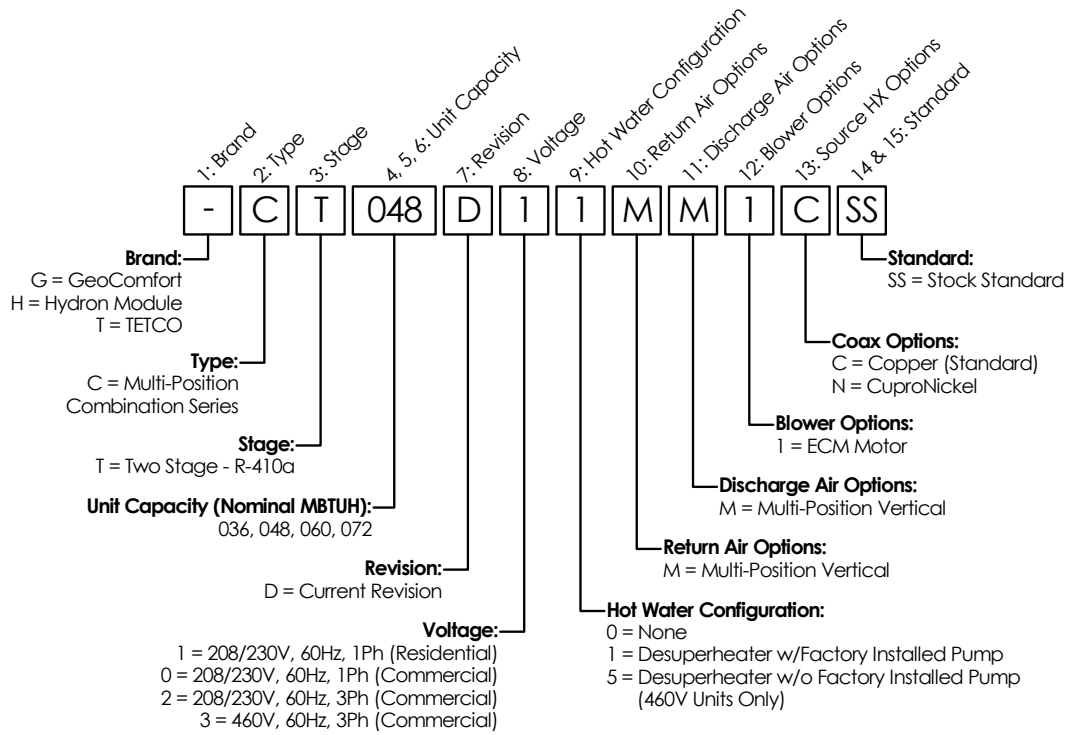 1: Brand
2: Type
3: Stage
4, 5, 6: Unit Capacity
7: Revision
8: Voltage
9: Hot Water Configuration
10: Return Air Options
11: Discharge Air Options
12: Blower Options
13: Source HX Options
14 & 15: Standard
- C T 048 D 1 1 M M 1 C SS
Brand:
G = GeoComfort
H = Hydron Module
T = TETCO
Type:
C = Multi-Position
Combination Series
Stage:
T = Two Stage - R-410a
Unit Capacity (Nominal MBTUH):
036, 048, 060, 072
Revision:
D = Current Revision
Voltage:
1 = 208/230V, 60Hz, 1Ph (Residential)
0 = 208/230V, 60Hz, 1Ph (Commercial)
2 = 208/230V, 60Hz, 3Ph (Commercial)
3 = 460V, 60Hz, 3Ph (Commercial)
Standard:
SS = Stock Standard
Coax Options:
C = Copper (Standard)
N = CuproNickel
Blower Options:
1 = ECM Motor
Discharge Air Options:
M = Multi-Position Vertical
Return Air Options:
M = Multi-Position Vertical
Hot Water Configuration:
0 = None
1 = Desuperheater w/Factory Installed Pump
5 = Desuperheater w/o Factory Installed Pump
(460V Units Only)